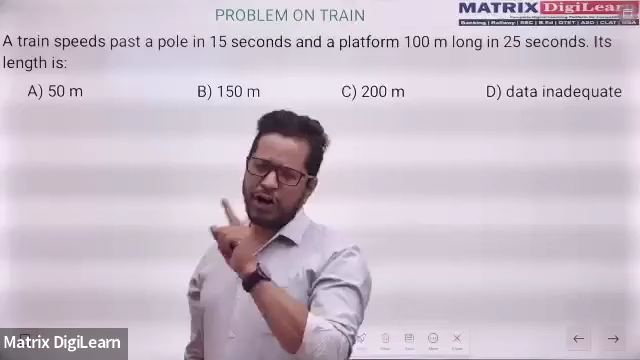 PROBLEM ON TRAIN
MATRIX DigiLearn
A train speeds past a pole in 15 seconds and a platform 100 m long in 25 seconds. Its
length is:
A) 50 m
B) 150 m
C) 200 m
D) data inadequate
Matrix DigiLearn